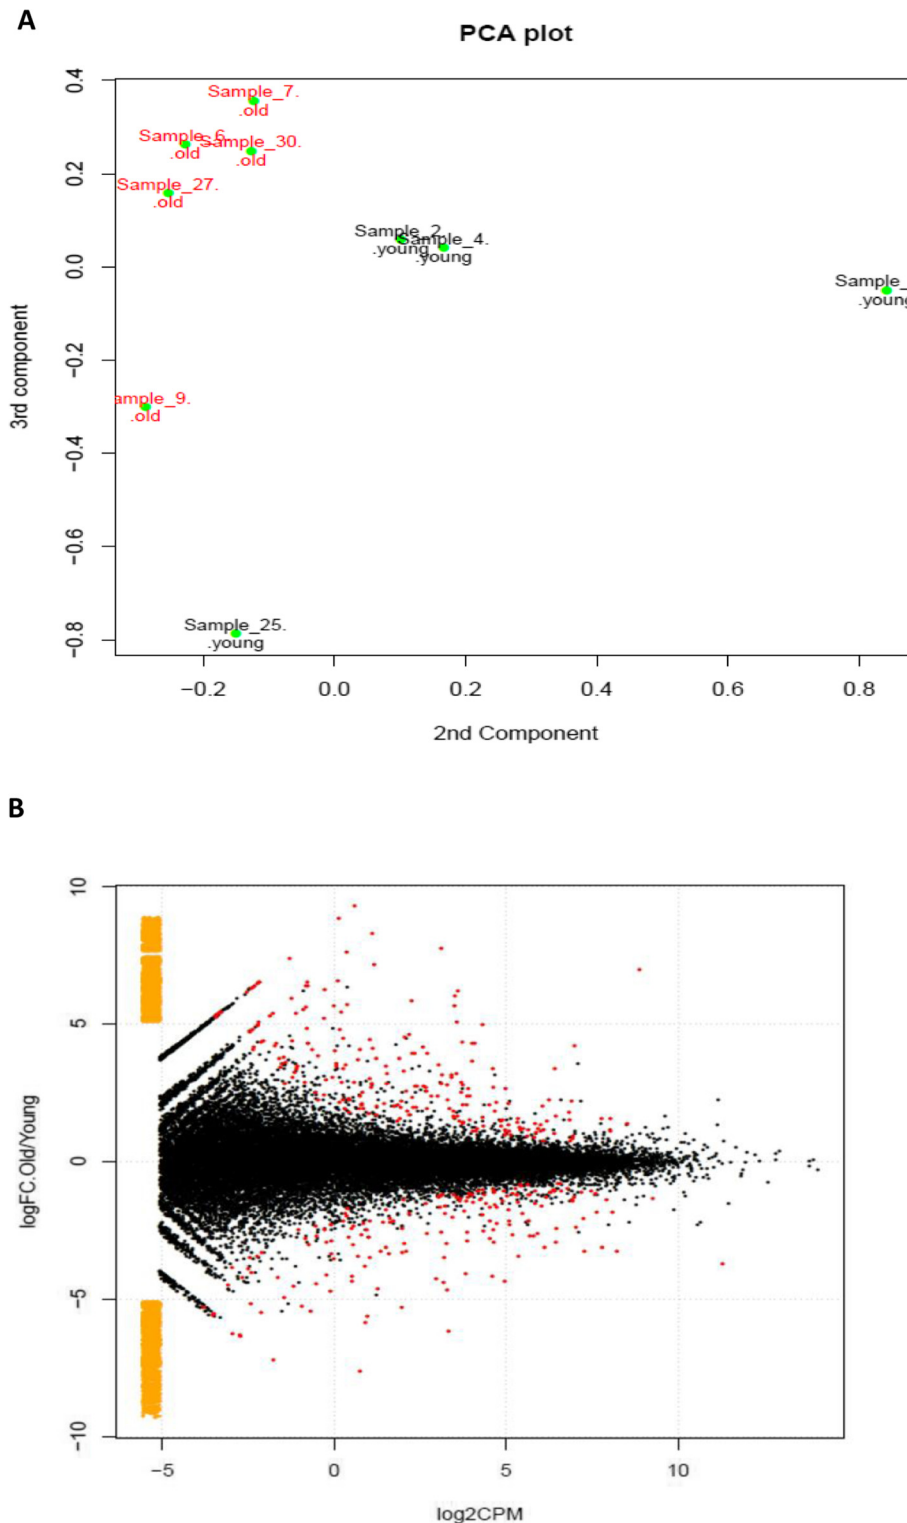 A
PCA plot
0.4
0.2
0.0
−0.2
−0.4
−0.6
−0.8
3rd component
Sample_7.
.old
Sample_6.
.old
Sample_30.
.old
Sample_27.
.old
Sample_2.
.young
Sample_4.
.young
Sample_
.young
ample_9.
.old
Sample_25.
.young
−0.2 0.0 0.2 0.4 0.6 0.8
2nd Component
B
10
5
0
−5
−10
logFC.Old/Young
−5 0 5 10
log2CPM